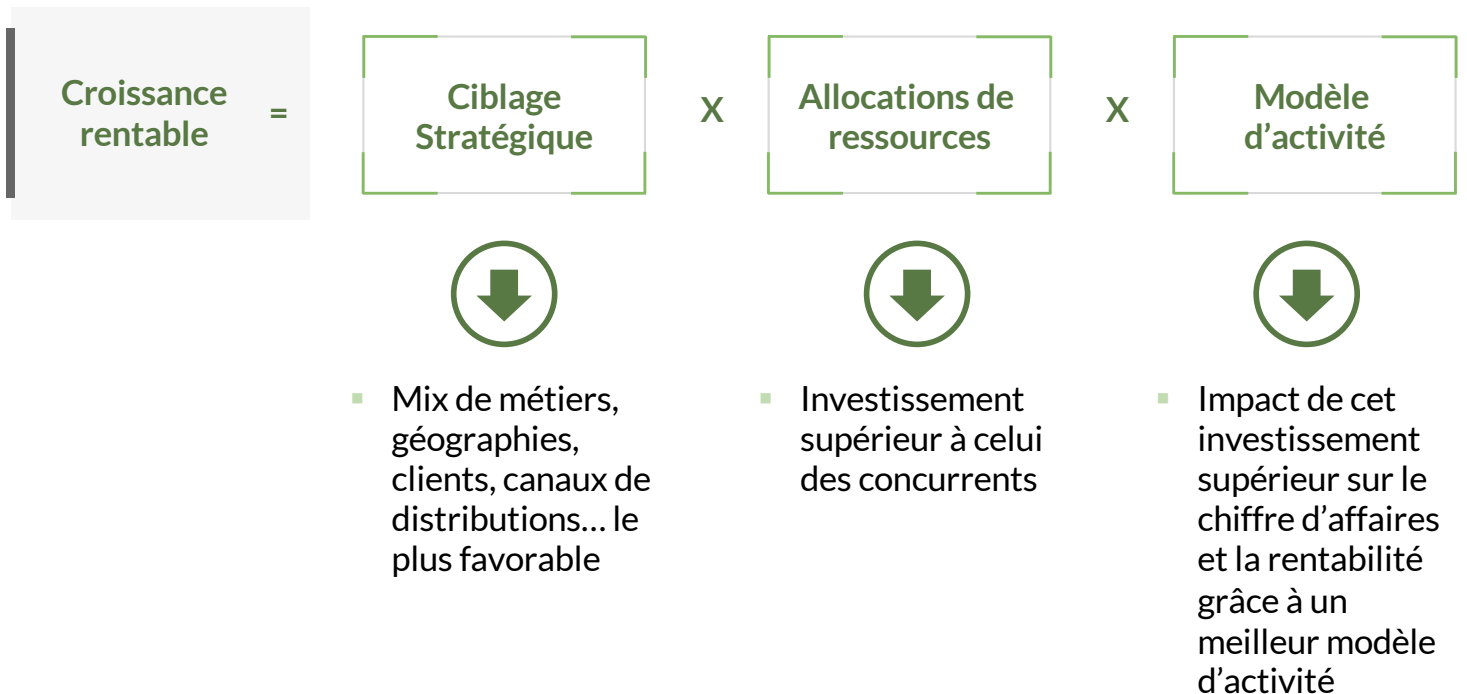 Croissance
rentable
=
Ciblage
Stratégique
X
Allocations de
ressources
X
Modèle
d’activité
▪ Mix de métiers,
géographies,
clients, canaux de
distributions… le
plus favorable
▪ Investissement
supérieur à celui
des concurrents
▪ Impact de cet
investissement
supérieur sur le
chiffre d’affaires
et la rentabilité
grâce à un
meilleur modèle
d’activité